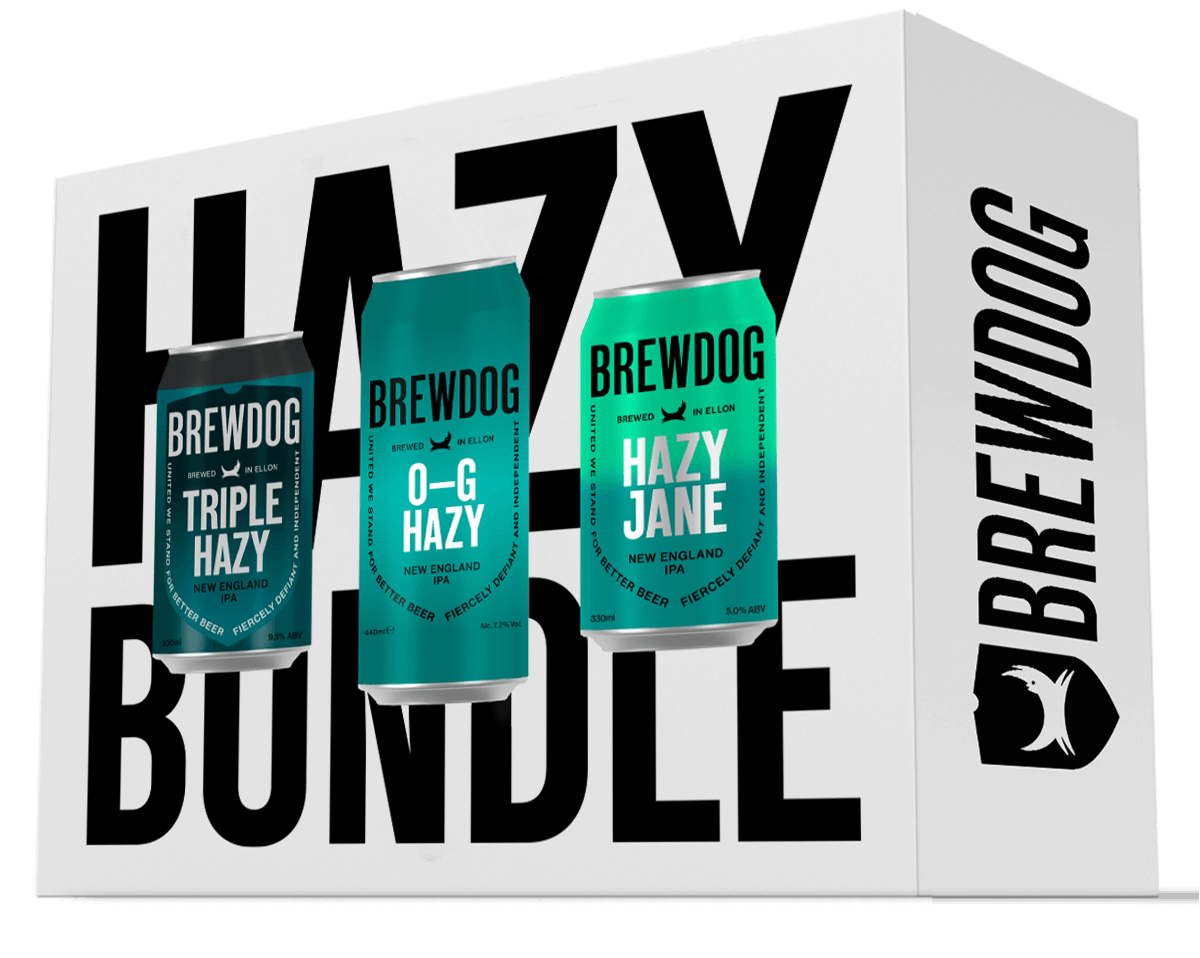 HAZY
BUNDLE
BREWDOG
BREWED IN ELLON
TRIPLE
HAZY
NEW ENGLAND
IPA
UNITED WE STAND FOR BETTER BEER
FIERCELY DEFIANT AND INDEPENDENT
330ml
9.5% ABV
BREWDOG
BREWED IN ELLON
O–G
HAZY
NEW ENGLAND
IPA
UNITED WE STAND FOR BETTER BEER
FIERCELY DEFIANT AND INDEPENDENT
440ml ℮
Alc. 7.2% Vol.
BREWDOG
BREWED IN ELLON
HAZY
JANE
NEW ENGLAND
IPA
UNITED WE STAND FOR BETTER BEER
FIERCELY DEFIANT AND INDEPENDENT
330ml
5.0% ABV
BREWDOG